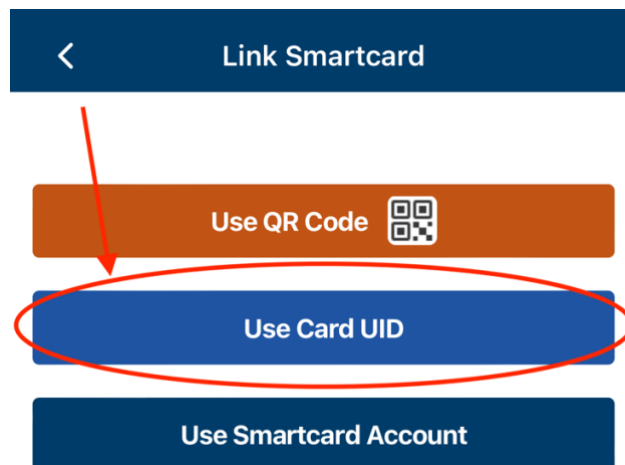 Link Smartcard
Use QR Code
Use Card UID
Use Smartcard Account